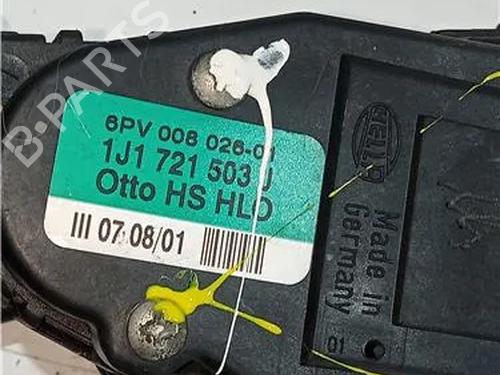 B-PARTS
6PV 008 026-01
1J1 721 503 J
Otto HS HLO
III 07.08/01
HELLA
Made in
Germany
01